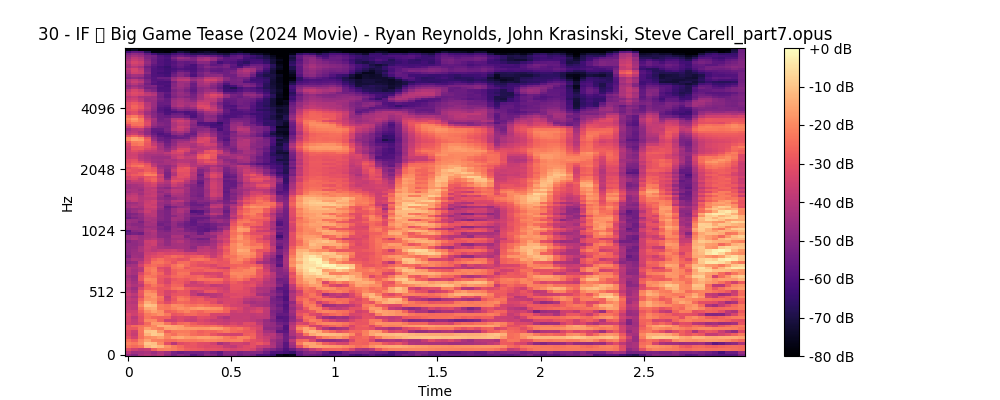 30 - IF ▯ Big Game Tease (2024 Movie) - Ryan Reynolds, John Krasinski, Steve Carell_part7.opus
+0 dB
-10 dB
-20 dB
-30 dB
-40 dB
-50 dB
-60 dB
-70 dB
-80 dB
Hz
4096
2048
1024
512
0
0
0.5
1
1.5
2
2.5
Time